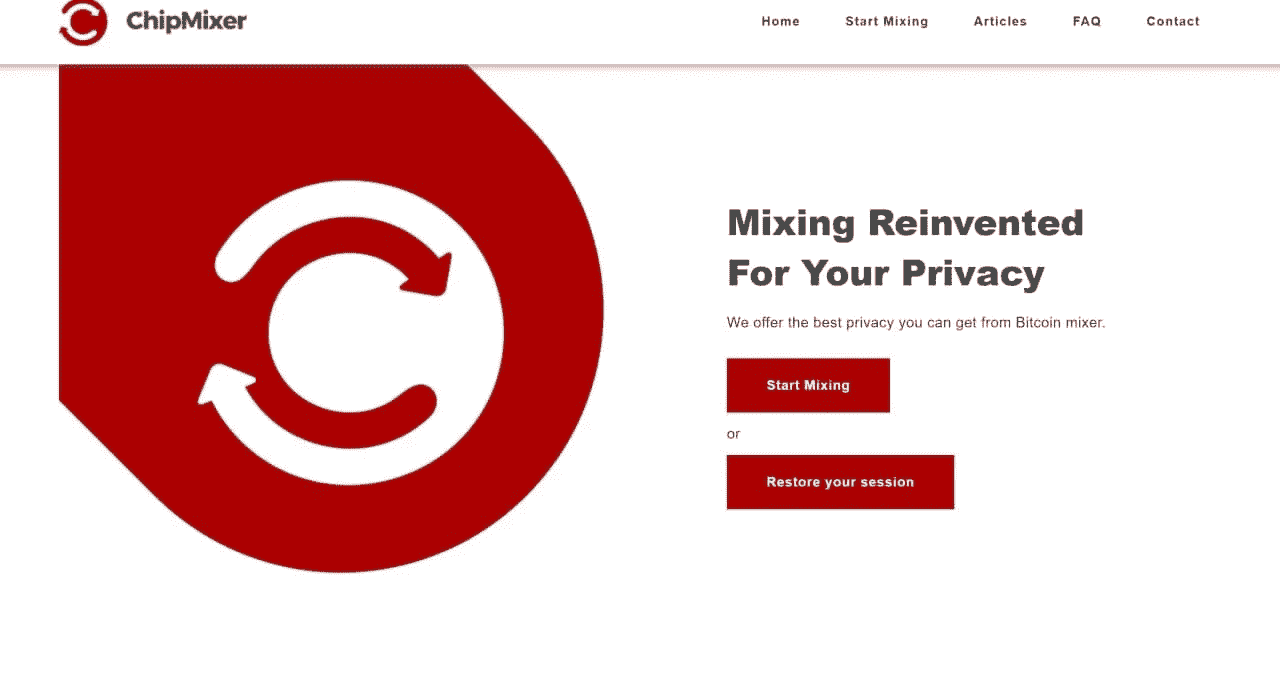 ChipMixer
Home
Start Mixing
Articles
FAQ
Contact
Mixing Reinvented
For Your Privacy
We offer the best privacy you can get from Bitcoin mixer.
Start Mixing
or
Restore your session